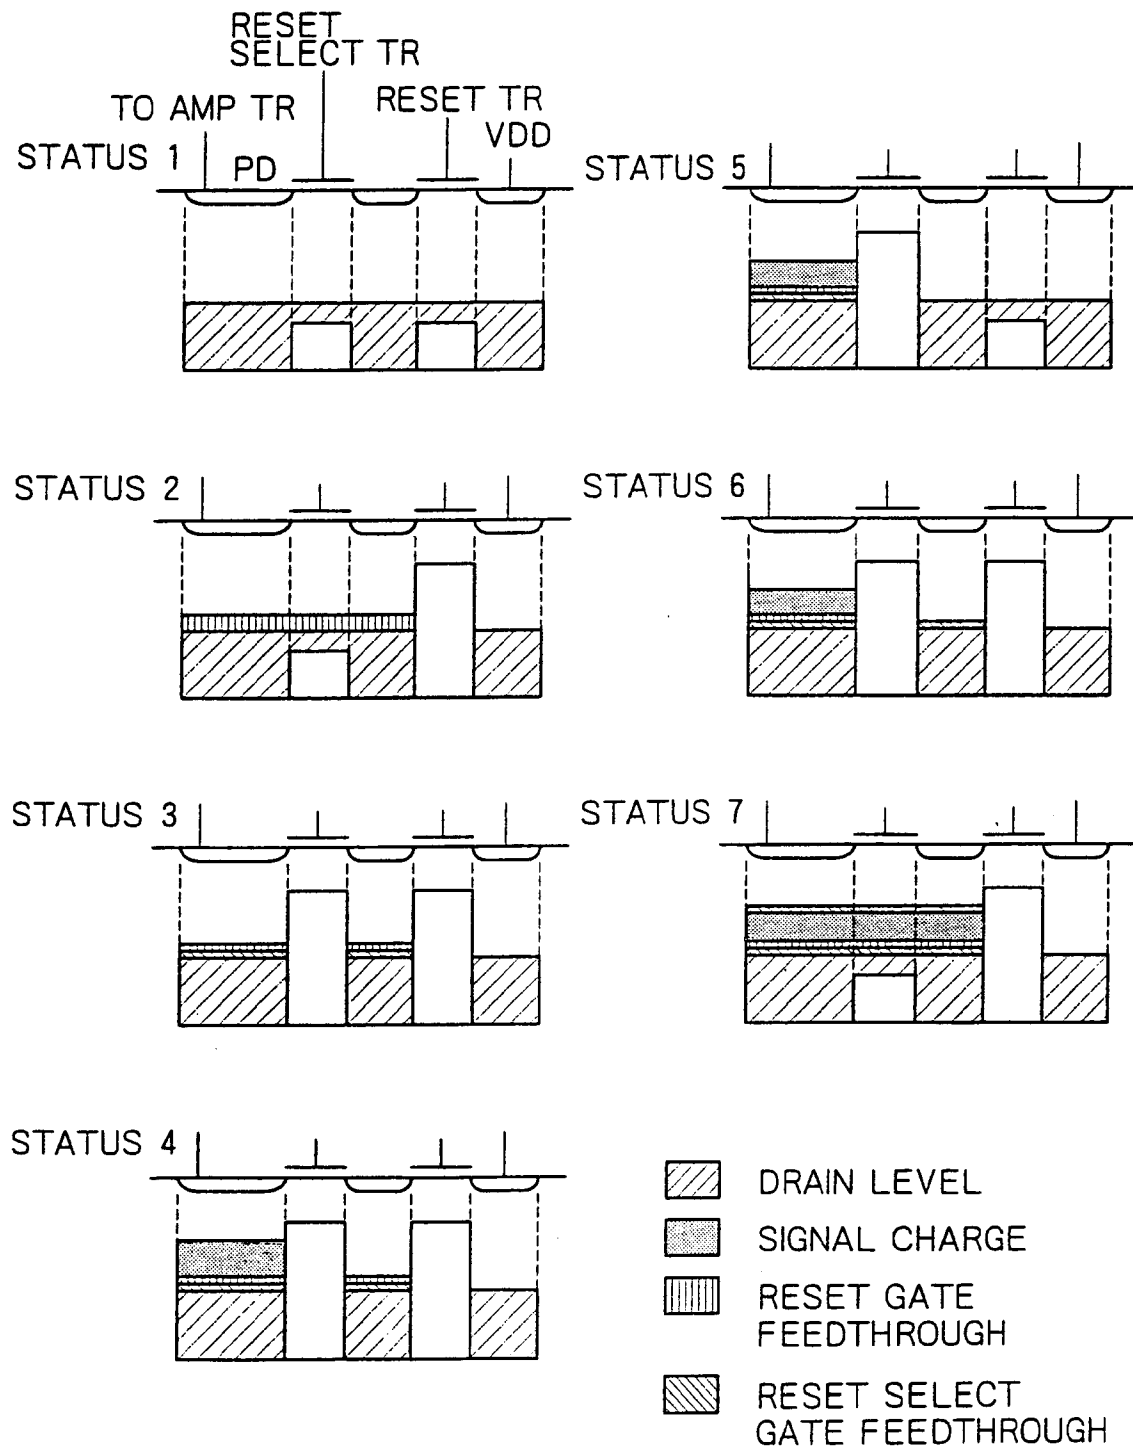 RESET
SELECT TR
TO AMP TR
RESET TR
VDD
STATUS 1
PD
STATUS 5
STATUS 2
STATUS 6
STATUS 3
STATUS 7
STATUS 4
DRAIN LEVEL
SIGNAL CHARGE
RESET GATE
FEEDTHROUGH
RESET SELECT
GATE FEEDTHROUGH